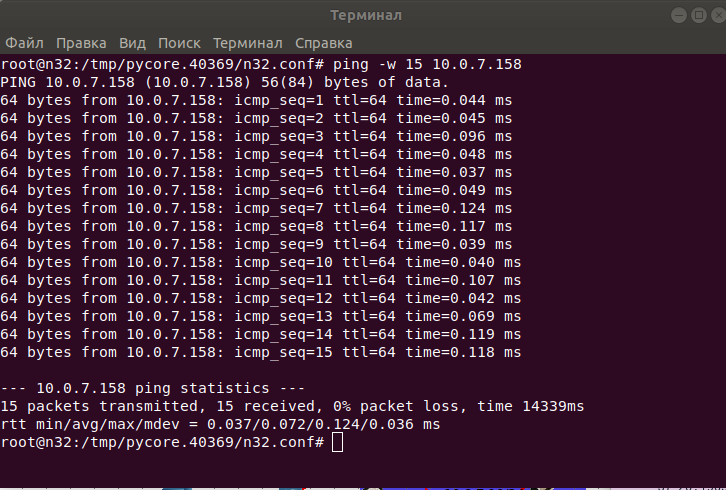 Терминал
Файл Правка Вид Поиск Терминал Справка
root@n32:/tmp/pycore.40369/n32.conf# ping -w 15 10.0.7.158
PING 10.0.7.158 (10.0.7.158) 56(84) bytes of data.
64 bytes from 10.0.7.158: icmp_seq=1 ttl=64 time=0.044 ms
64 bytes from 10.0.7.158: icmp_seq=2 ttl=64 time=0.045 ms
64 bytes from 10.0.7.158: icmp_seq=3 ttl=64 time=0.096 ms
64 bytes from 10.0.7.158: icmp_seq=4 ttl=64 time=0.048 ms
64 bytes from 10.0.7.158: icmp_seq=5 ttl=64 time=0.037 ms
64 bytes from 10.0.7.158: icmp_seq=6 ttl=64 time=0.049 ms
64 bytes from 10.0.7.158: icmp_seq=7 ttl=64 time=0.124 ms
64 bytes from 10.0.7.158: icmp_seq=8 ttl=64 time=0.117 ms
64 bytes from 10.0.7.158: icmp_seq=9 ttl=64 time=0.039 ms
64 bytes from 10.0.7.158: icmp_seq=10 ttl=64 time=0.040 ms
64 bytes from 10.0.7.158: icmp_seq=11 ttl=64 time=0.107 ms
64 bytes from 10.0.7.158: icmp_seq=12 ttl=64 time=0.042 ms
64 bytes from 10.0.7.158: icmp_seq=13 ttl=64 time=0.069 ms
64 bytes from 10.0.7.158: icmp_seq=14 ttl=64 time=0.119 ms
64 bytes from 10.0.7.158: icmp_seq=15 ttl=64 time=0.118 ms
--- 10.0.7.158 ping statistics ---
15 packets transmitted, 15 received, 0% packet loss, time 14339ms
rtt min/avg/max/mdev = 0.037/0.072/0.124/0.036 ms
root@n32:/tmp/pycore.40369/n32.conf#